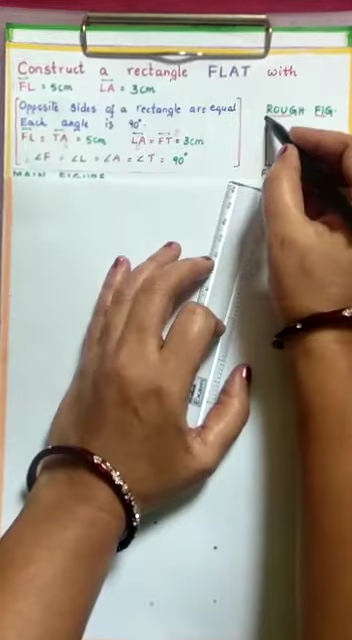 Construct a rectangle FLAT with
FL = 5cm LA = 3cm
Opposite sides of a rectangle are equal
Each angle is 90°.
FL = TA = 5cm LA = FT = 3cm
∴ ∠F = ∠L = ∠A = ∠T = 90°
ROUGH FIG.
MAIN FIGURE